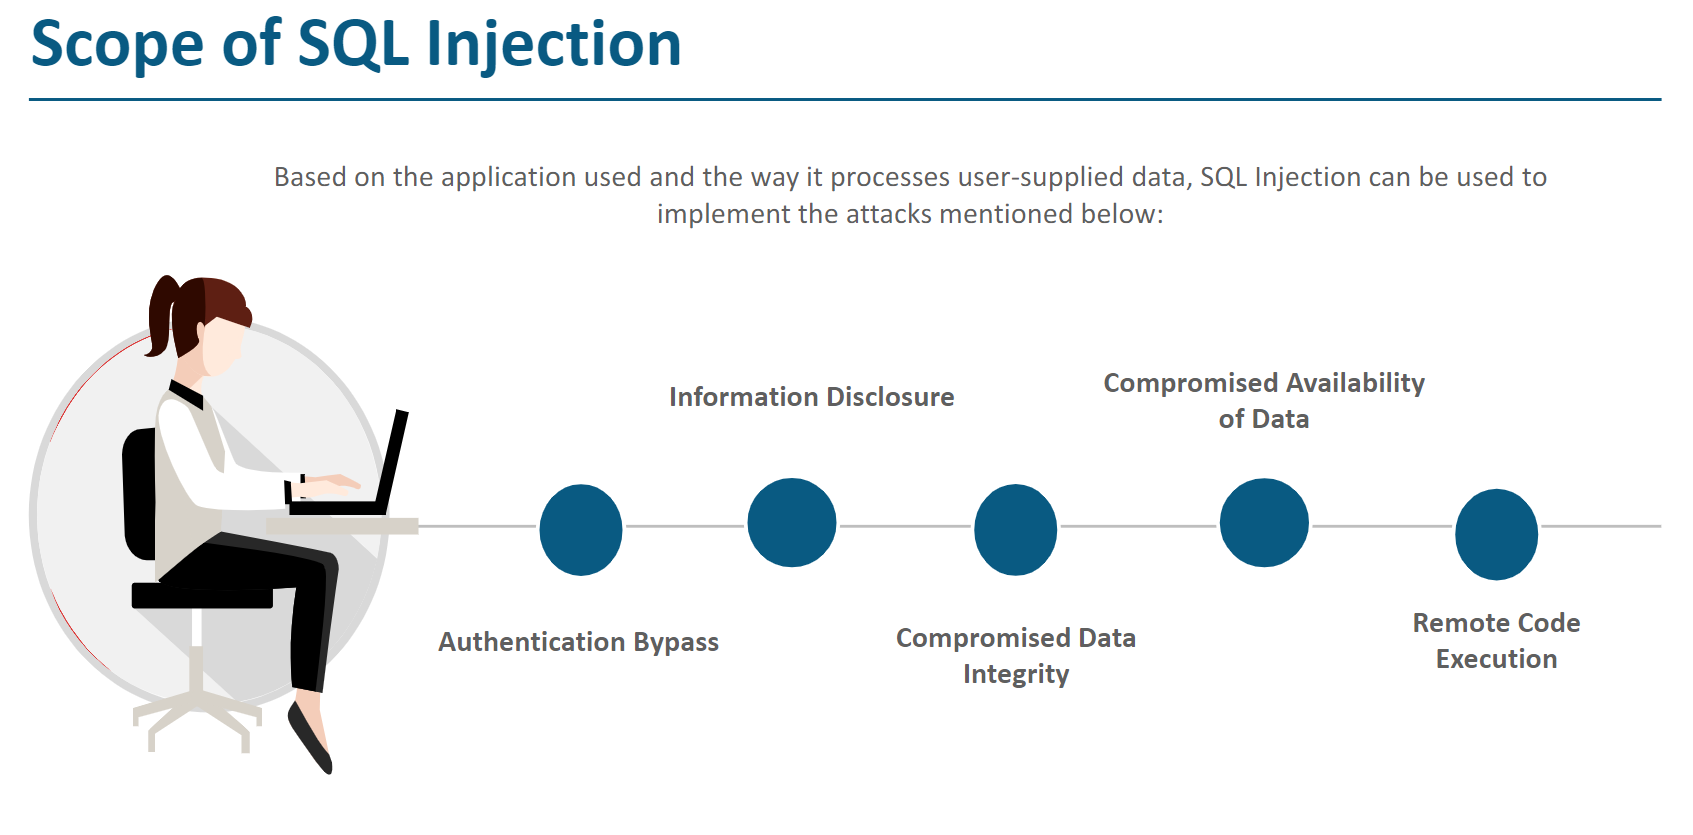 Scope of SQL Injection
Based on the application used and the way it processes user-supplied data, SQL Injection can be used to
implement the attacks mentioned below:
Authentication Bypass
Information Disclosure
Compromised Data
Integrity
Compromised Availability
of Data
Remote Code
Execution